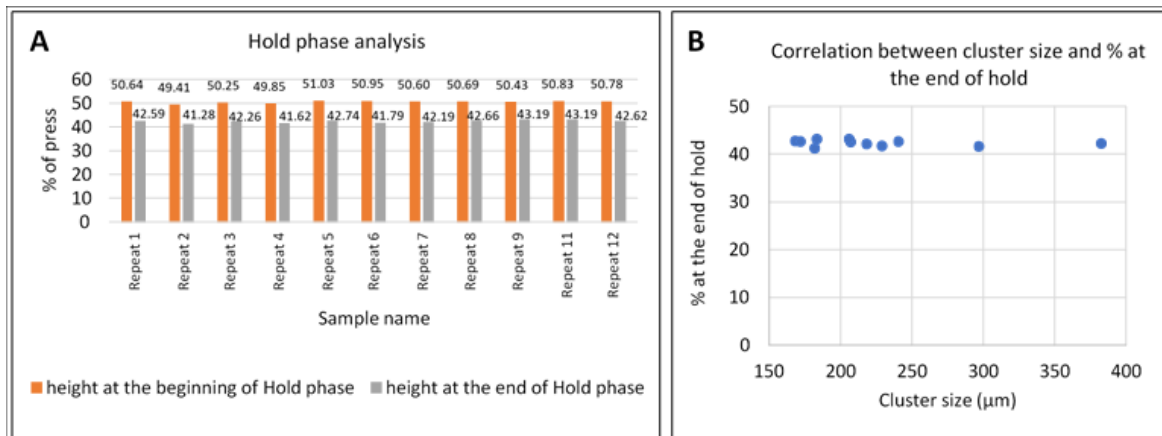 A
Hold phase analysis
% of press
60
50
40
30
20
10
0
50.64 49.41 50.25 49.85 51.03 50.95 50.60 50.69 50.43 50.83 50.78
42.59 41.28 42.26 41.62 42.74 41.79 42.19 42.66 43.19 43.19 42.62
Repeat 1
Repeat 2
Repeat 3
Repeat 4
Repeat 5
Repeat 6
Repeat 7
Repeat 8
Repeat 9
Repeat 11
Repeat 12
Sample name
height at the beginning of Hold phase height at the end of Hold phase
B
Correlation between cluster size and % at
the end of hold
% at the end of hold
50
40
30
20
10
0
150 200 250 300 350 400
Cluster size (μm)